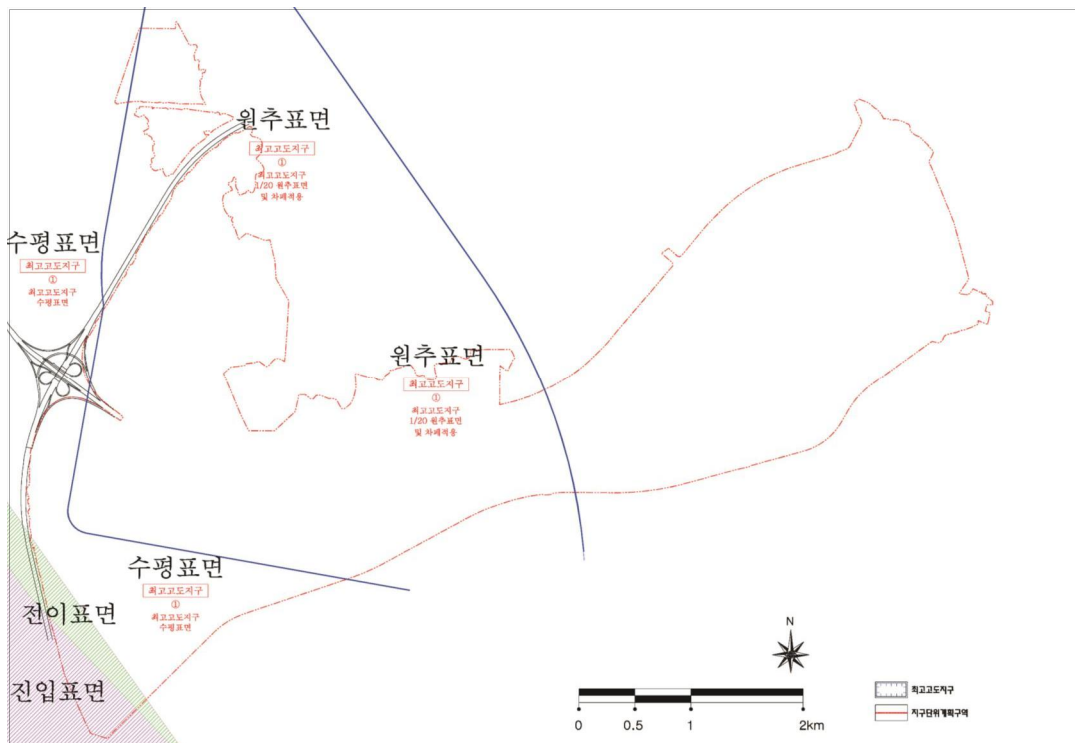 원추표면
최고고도지구
①
최고고도지구
1/20 원추표면
및 차폐적용
수평표면
최고고도지구
①
최고고도지구
수평표면
원추표면
최고고도지구
①
최고고도지구
1/20 원추표면
및 차폐적용
수평표면
최고고도지구
①
최고고도지구
수평표면
전이표면
진입표면
N
0 0.5 1 2km
최고고도지구
지구단위계획구역